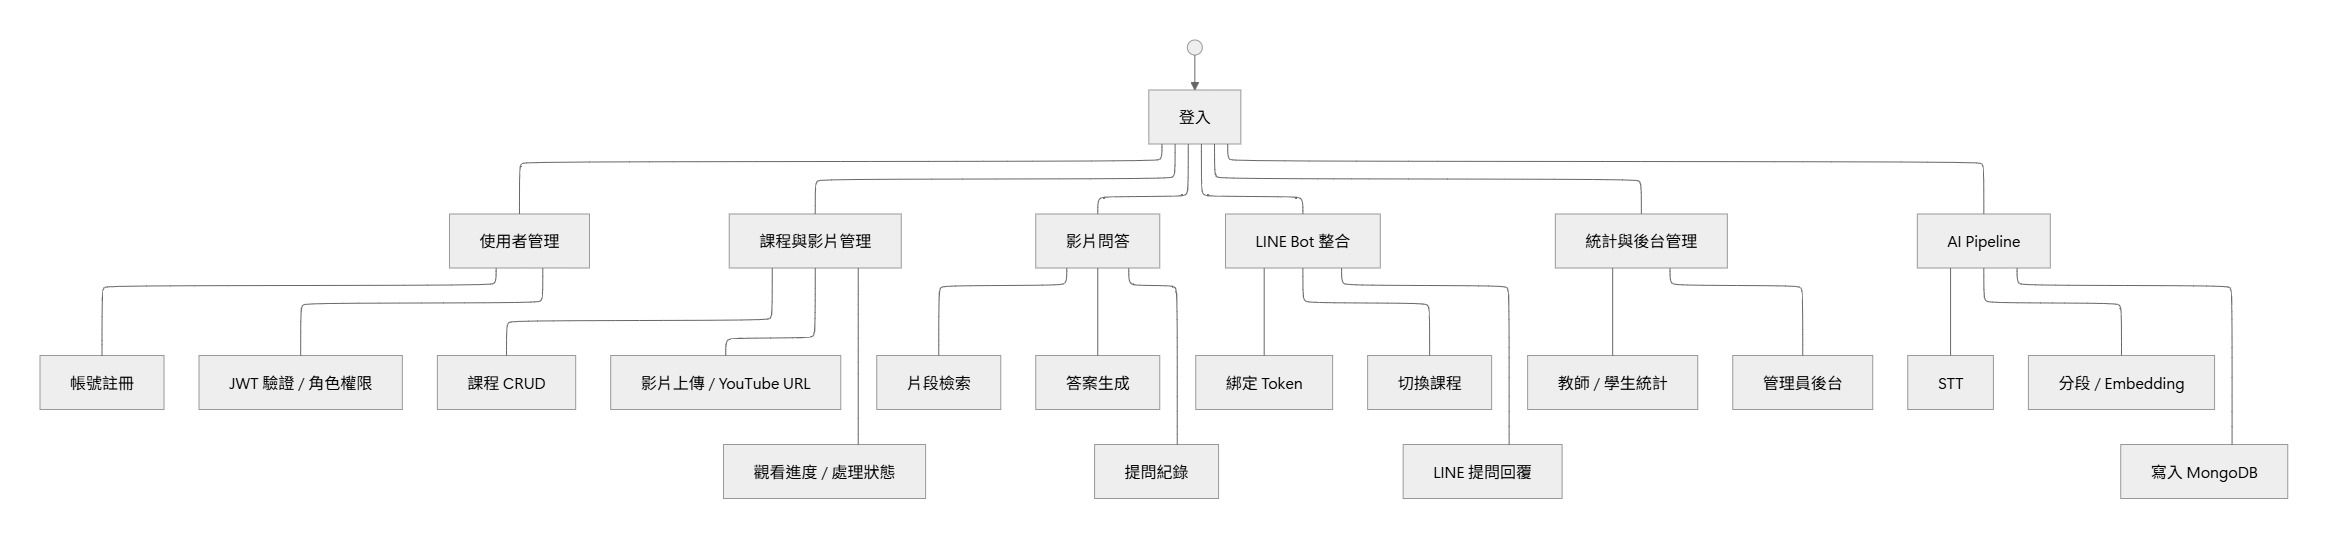 登入
使用者管理
課程與影片管理
影片問答
LINE Bot 整合
統計與後台管理
AI Pipeline
帳號註冊
JWT 驗證 / 角色權限
課程 CRUD
影片上傳 / YouTube URL
片段檢索
答案生成
綁定 Token
切換課程
教師 / 學生統計
管理員後台
STT
分段 / Embedding
觀看進度 / 處理狀態
提問紀錄
LINE 提問回覆
寫入 MongoDB